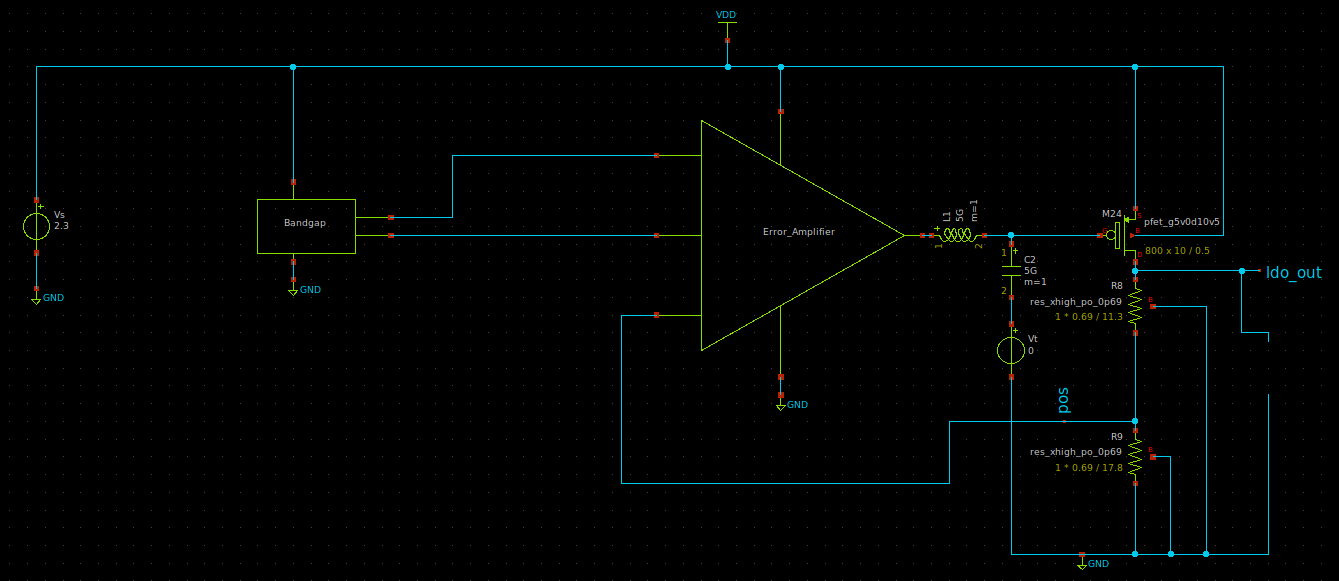 VDD
Vs
2.3
GND
Bandgap
GND
Error_Amplifier
GND
L1
5G
m=1
1
2
1
C2
5G
m=1
2
Vt
0
M24
pfet_g5v0d10v5
S
G
B
D
800 x 10 / 0.5
ldo_out
R8
res_xhigh_po_0p69
1 * 0.69 / 11.3
B
pos
R9
res_xhigh_po_0p69
1 * 0.69 / 17.8
B
GND